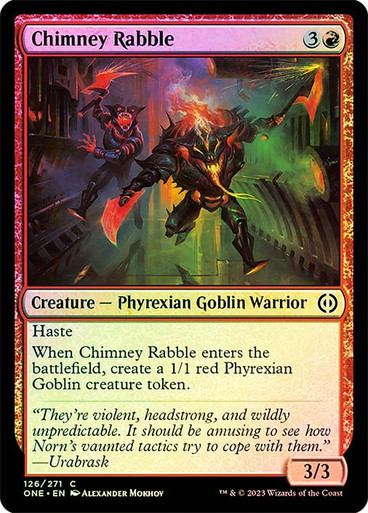 Chimney Rabble 3
Creature — Phyrexian Goblin Warrior
Haste
When Chimney Rabble enters the
battlefield, create a 1/1 red Phyrexian
Goblin creature token.
“They’re violent, headstrong, and wildly
unpredictable. It should be amusing to see how
Norn’s vaunted tactics try to cope with them.”
—Urabrask
3/3
126/271 C
ONE • EN Alexander Mokhov
™ & © 2023 Wizards of the Coast